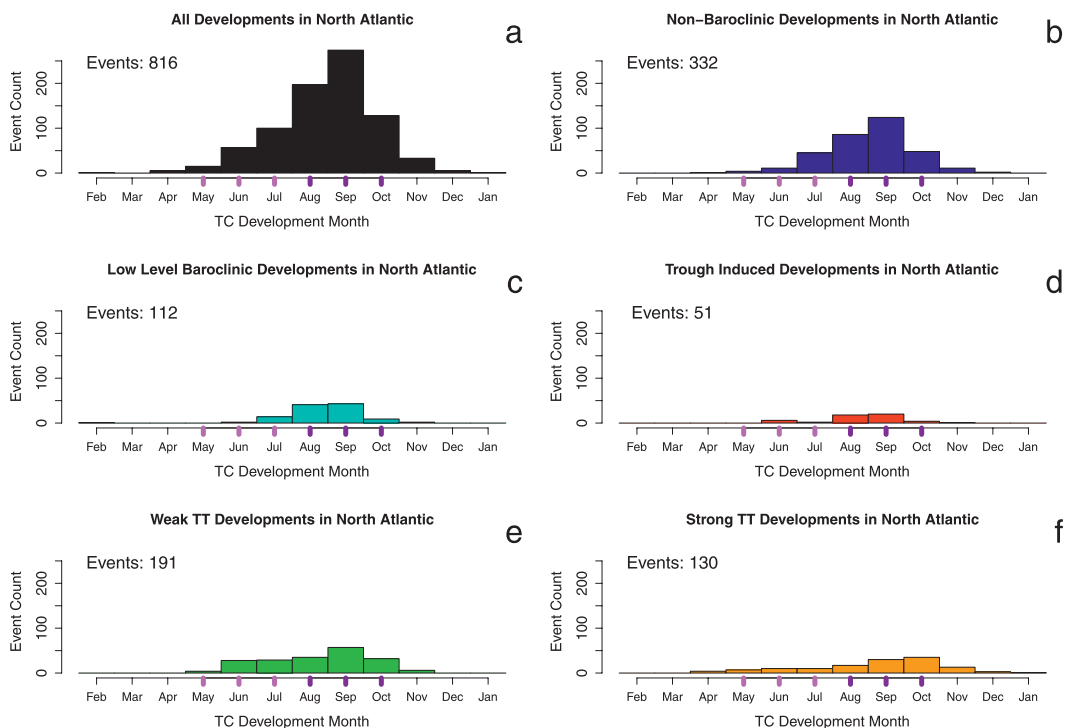 All Developments in North Atlantic
a
Events: 816
Event Count
0 100 200
Feb Mar Apr May Jun Jul Aug Sep Oct Nov Dec Jan
TC Development Month
Non−Baroclinic Developments in North Atlantic
b
Events: 332
Event Count
0 100 200
Feb Mar Apr May Jun Jul Aug Sep Oct Nov Dec Jan
TC Development Month
Low Level Baroclinic Developments in North Atlantic
c
Events: 112
Event Count
0 100 200
Feb Mar Apr May Jun Jul Aug Sep Oct Nov Dec Jan
TC Development Month
Trough Induced Developments in North Atlantic
d
Events: 51
Event Count
0 100 200
Feb Mar Apr May Jun Jul Aug Sep Oct Nov Dec Jan
TC Development Month
Weak TT Developments in North Atlantic
e
Events: 191
Event Count
0 100 200
Feb Mar Apr May Jun Jul Aug Sep Oct Nov Dec Jan
TC Development Month
Strong TT Developments in North Atlantic
f
Events: 130
Event Count
0 100 200
Feb Mar Apr May Jun Jul Aug Sep Oct Nov Dec Jan
TC Development Month